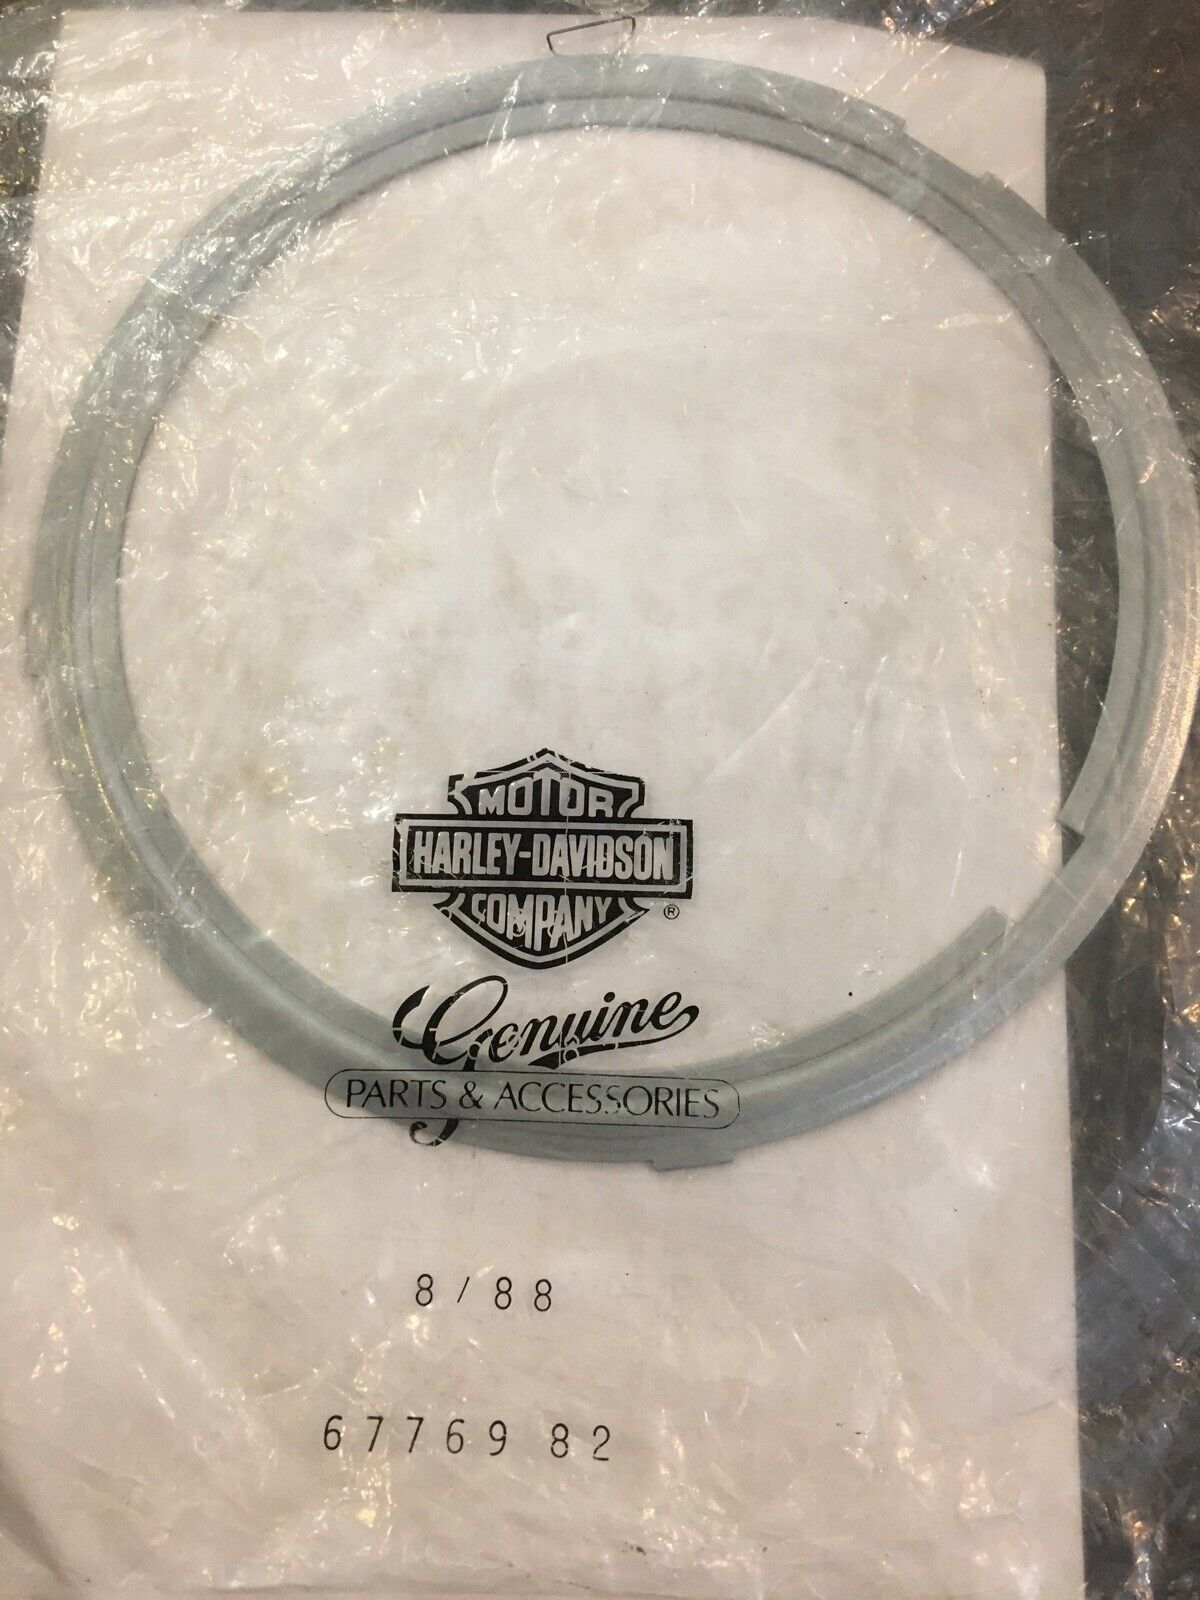 MOTOR
HARLEY-DAVIDSON
COMPANY
®
Genuine
PARTS & ACCESSORIES
8/88
67769 82